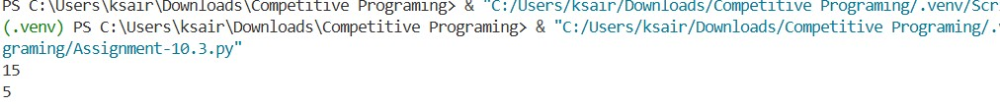 PS C:\Users\ksair\Downloads\Competitive Programing> & "C:/Users/ksair/Downloads/Competitive Programing/.venv/Scri
(.venv) PS C:\Users\ksair\Downloads\Competitive Programing> & "C:/Users/ksair/Downloads/Competitive Programing/.v
graming/Assignment-10.3.py"
15
5